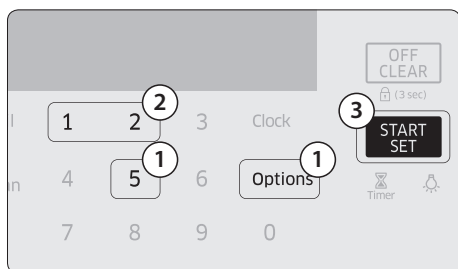 OFF
CLEAR
(3 sec)
2
3
1 2 3 Clock
START
SET
1 1
4 5 6 Options
Timer
7 8 9 0